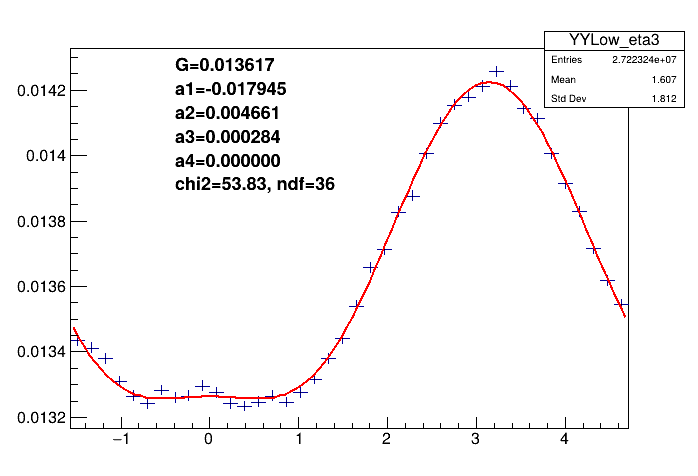 YYLow_eta3
Entries 2.722324e+07
Mean 1.607
Std Dev 1.812
G=0.013617
a1=-0.017945
a2=0.004661
a3=0.000284
a4=0.000000
chi2=53.83, ndf=36
0.0142
0.014
0.0138
0.0136
0.0134
0.0132
−1 0 1 2 3 4